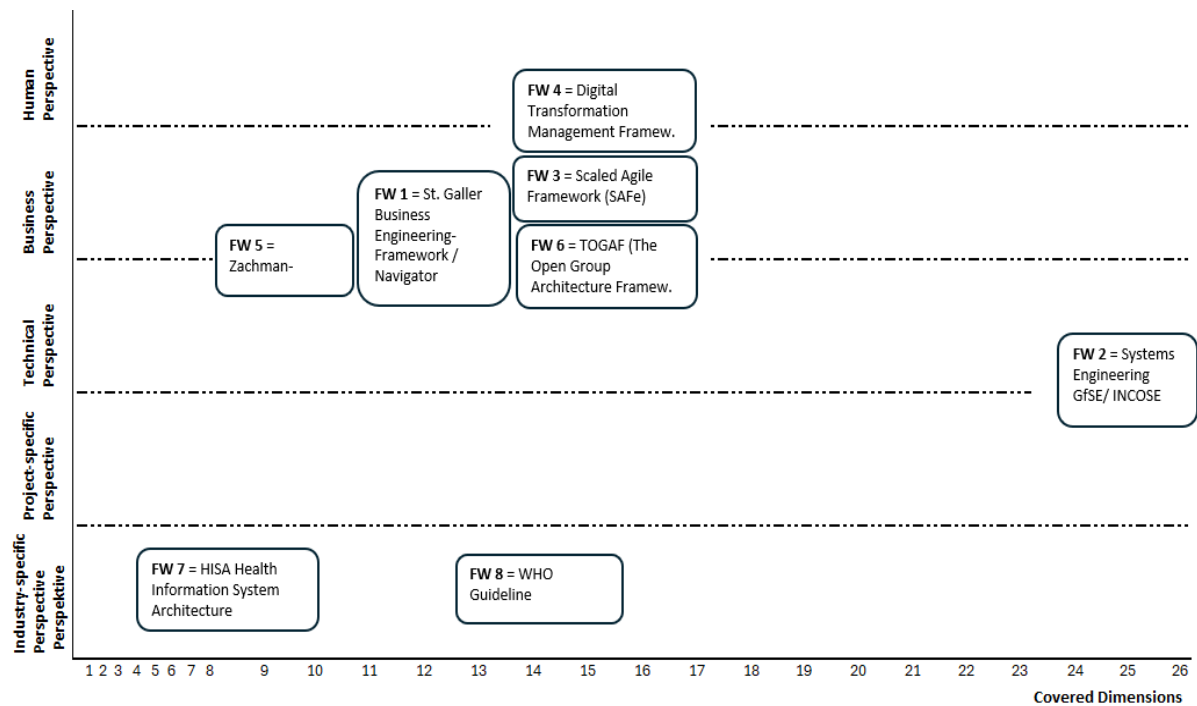 Human
Perspective
FW 4 = Digital
Transformation
Management Framew.
Business
Perspective
FW 3 = Scaled Agile
Framework (SAFe)
FW 1 = St. Galler
Business
Engineering-
Framework /
Navigator
FW 5 =
Zachman-
FW 6 = TOGAF (The
Open Group
Architecture Framew.
Technical
Perspective
FW 2 = Systems
Engineering
GfSE/ INCOSE
Project-specific
Perspective
Industry-specific
Perspective
Perspektive
FW 7 = HISA Health
Information System
Architecture
FW 8 = WHO
Guideline
1 2 3 4 5 6 7 8 9 10 11 12 13 14 15 16 17 18 19 20 21 22 23 24 25 26
Covered Dimensions